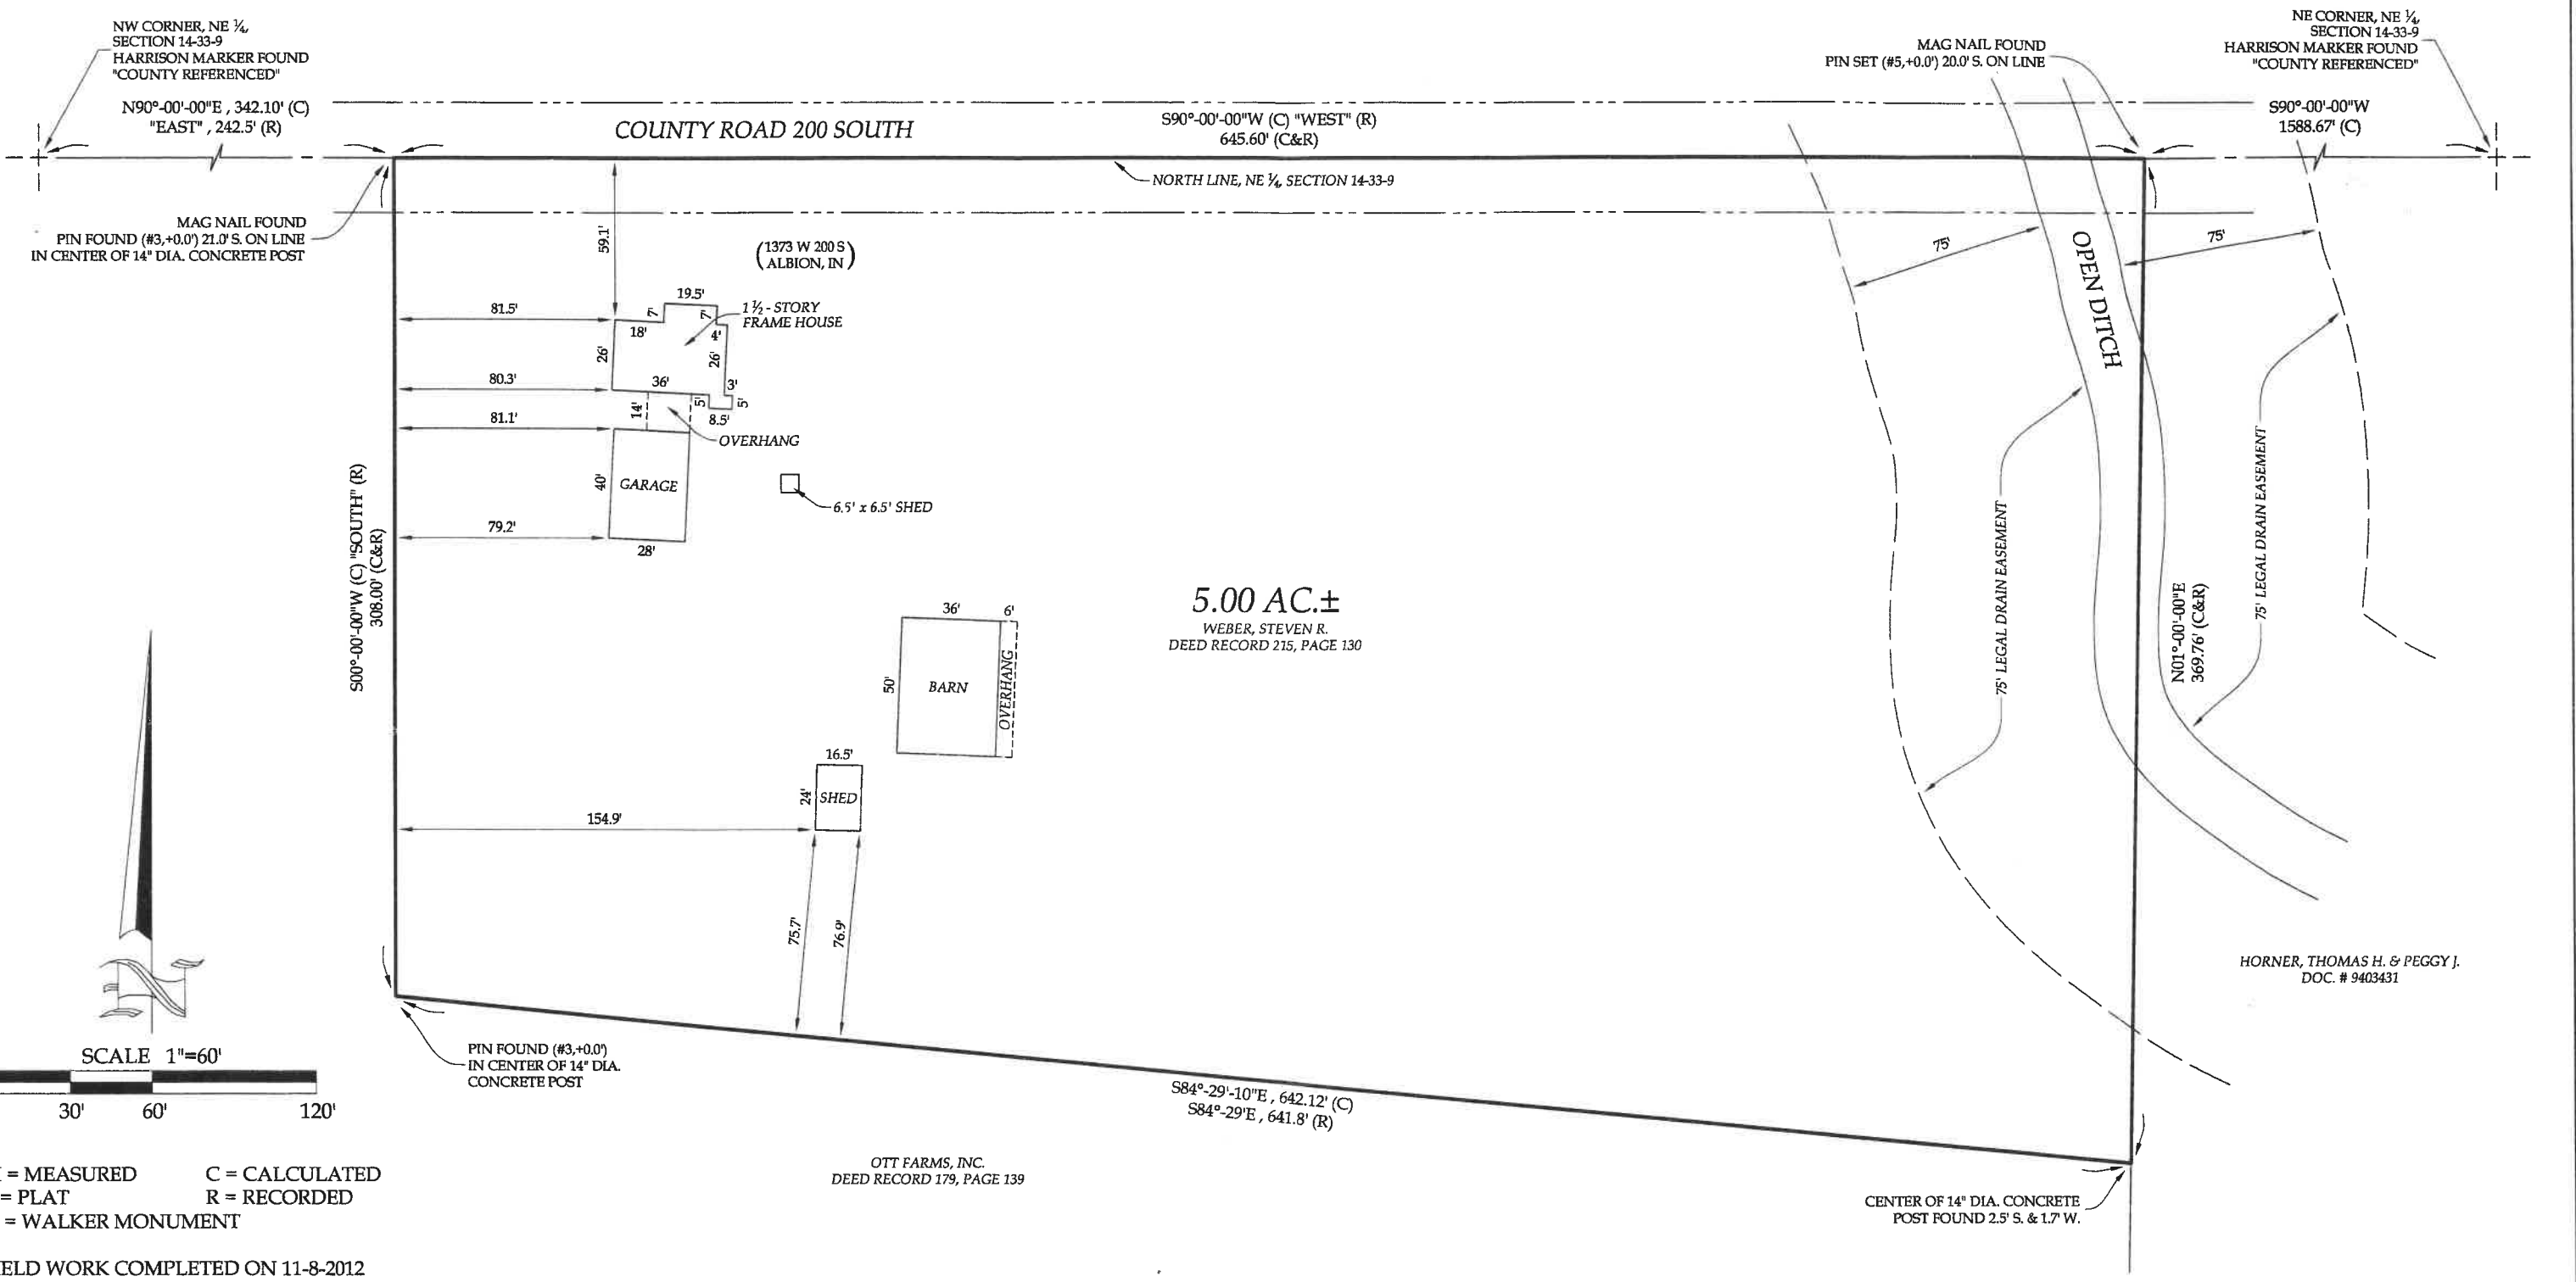 NW CORNER, NE ¼,
SECTION 14-33-9
HARRISON MARKER FOUND
"COUNTY REFERENCED"
N90°-00'-00"E , 342.10' (C)
"EAST" , 242.5' (R)
COUNTY ROAD 200 SOUTH
S90°-00'-00"W (C) "WEST" (R)
645.60' (C&R)
NORTH LINE, NE ¼, SECTION 14-33-9
MAG NAIL FOUND
PIN SET (#5,+0.0') 20.0' S. ON LINE
NE CORNER, NE ¼,
SECTION 14-33-9
HARRISON MARKER FOUND
"COUNTY REFERENCED"
S90°-00'-00"W
1588.67' (C)
MAG NAIL FOUND
PIN FOUND (#3,+0.0') 21.0' S. ON LINE
IN CENTER OF 14" DIA. CONCRETE POST
59.1'
(1373 W 200 S
ALBION, IN)
81.5'
19.5'
7'
7'
18'
4'
1 ½ - STORY
FRAME HOUSE
26'
26'
80.3'
36'
3'
5'
5'
8.5'
14'
OVERHANG
81.1'
40'
GARAGE
79.2'
28'
6.5' x 6.5' SHED
75'
OPEN DITCH
75'
75' LEGAL DRAIN EASEMENT
75' LEGAL DRAIN EASEMENT
S00°-00'-00"W (C) "SOUTH" (R)
308.00' (C&R)
36'
6'
50'
BARN
OVERHANG
5.00 AC.±
WEBER, STEVEN R.
DEED RECORD 215, PAGE 130
N01°-00'-00"E
369.76' (C&R)
16.5'
24'
SHED
154.9'
75.7'
76.9'
HORNER, THOMAS H. & PEGGY J.
DOC. # 9403431
PIN FOUND (#3,+0.0')
IN CENTER OF 14" DIA.
CONCRETE POST
S84°-29'-10"E , 642.12' (C)
S84°-29'E , 641.8' (R)
OTT FARMS, INC.
DEED RECORD 179, PAGE 139
CENTER OF 14" DIA. CONCRETE
POST FOUND 2.5' S. & 1.7' W.
SCALE 1"=60'
30' 60' 120'
= MEASURED C = CALCULATED
= PLAT R = RECORDED
= WALKER MONUMENT
ELD WORK COMPLETED ON 11-8-2012